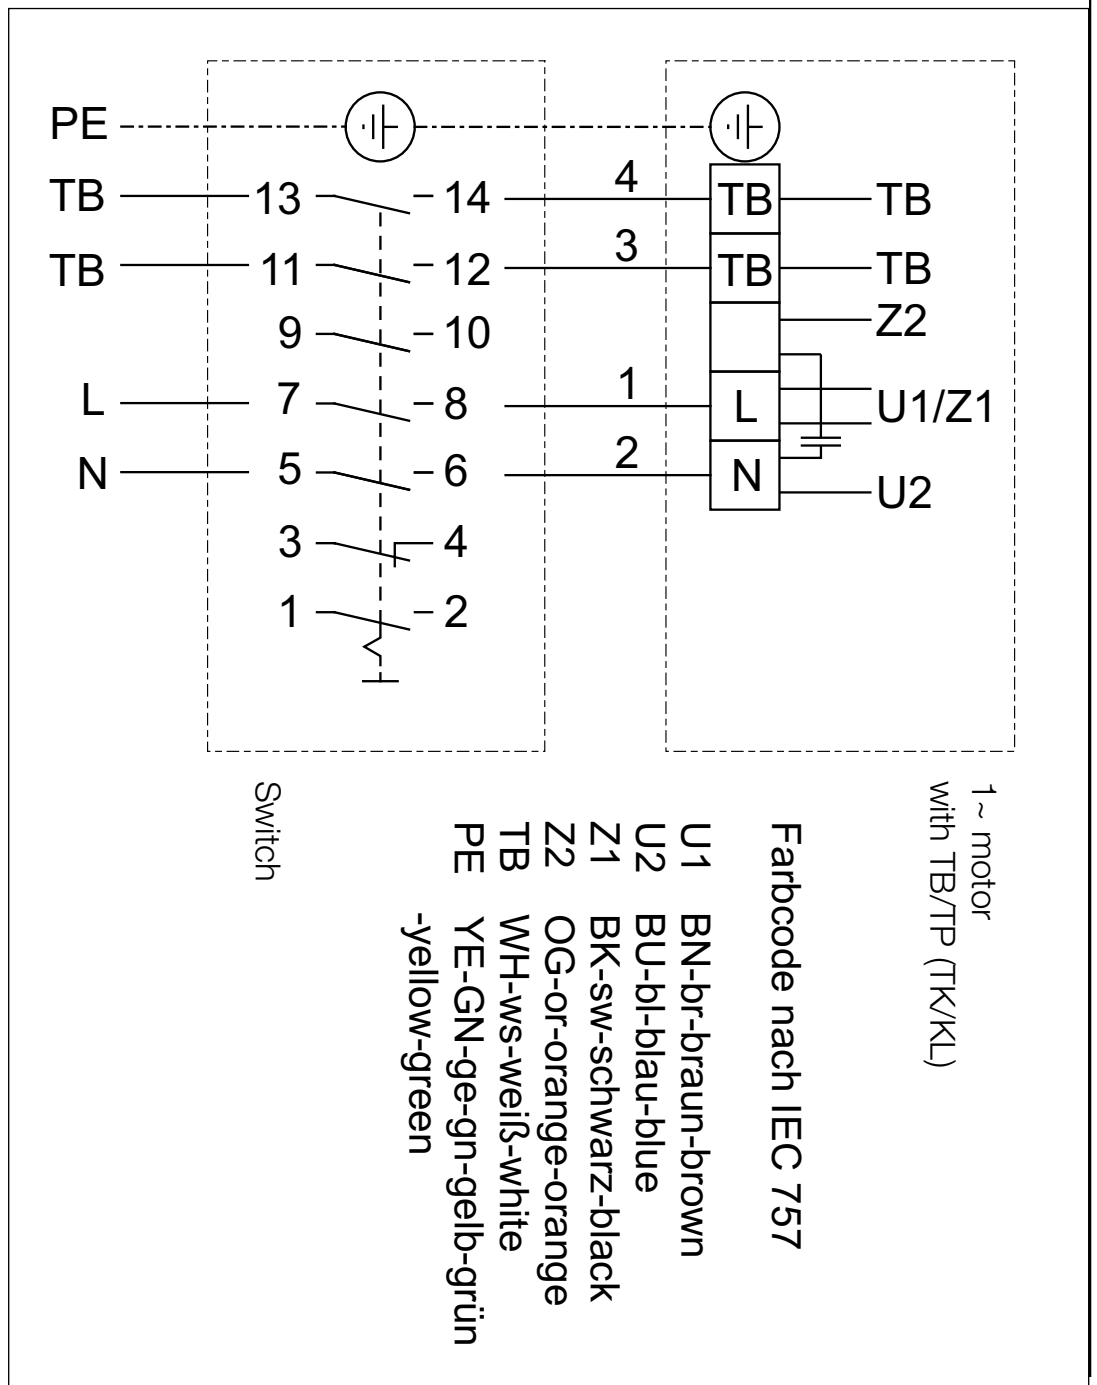 PE
TB 13 14 4 TB TB
TB 11 12 3 TB TB
9 10 Z2
L 7 8 1 L U1/Z1
N 5 6 2 N U2
3 4
1 2
Switch
1~ motor
with TB/TP (TK/KL)
Farbcode nach IEC 757
U1 BN-br-braun-brown
U2 BU-bl-blau-blue
Z1 BK-sw-schwarz-black
Z2 OG-or-orange-orange
TB WH-ws-weiß-white
PE YE-GN-ge-gn-gelb-grün
-yellow-green